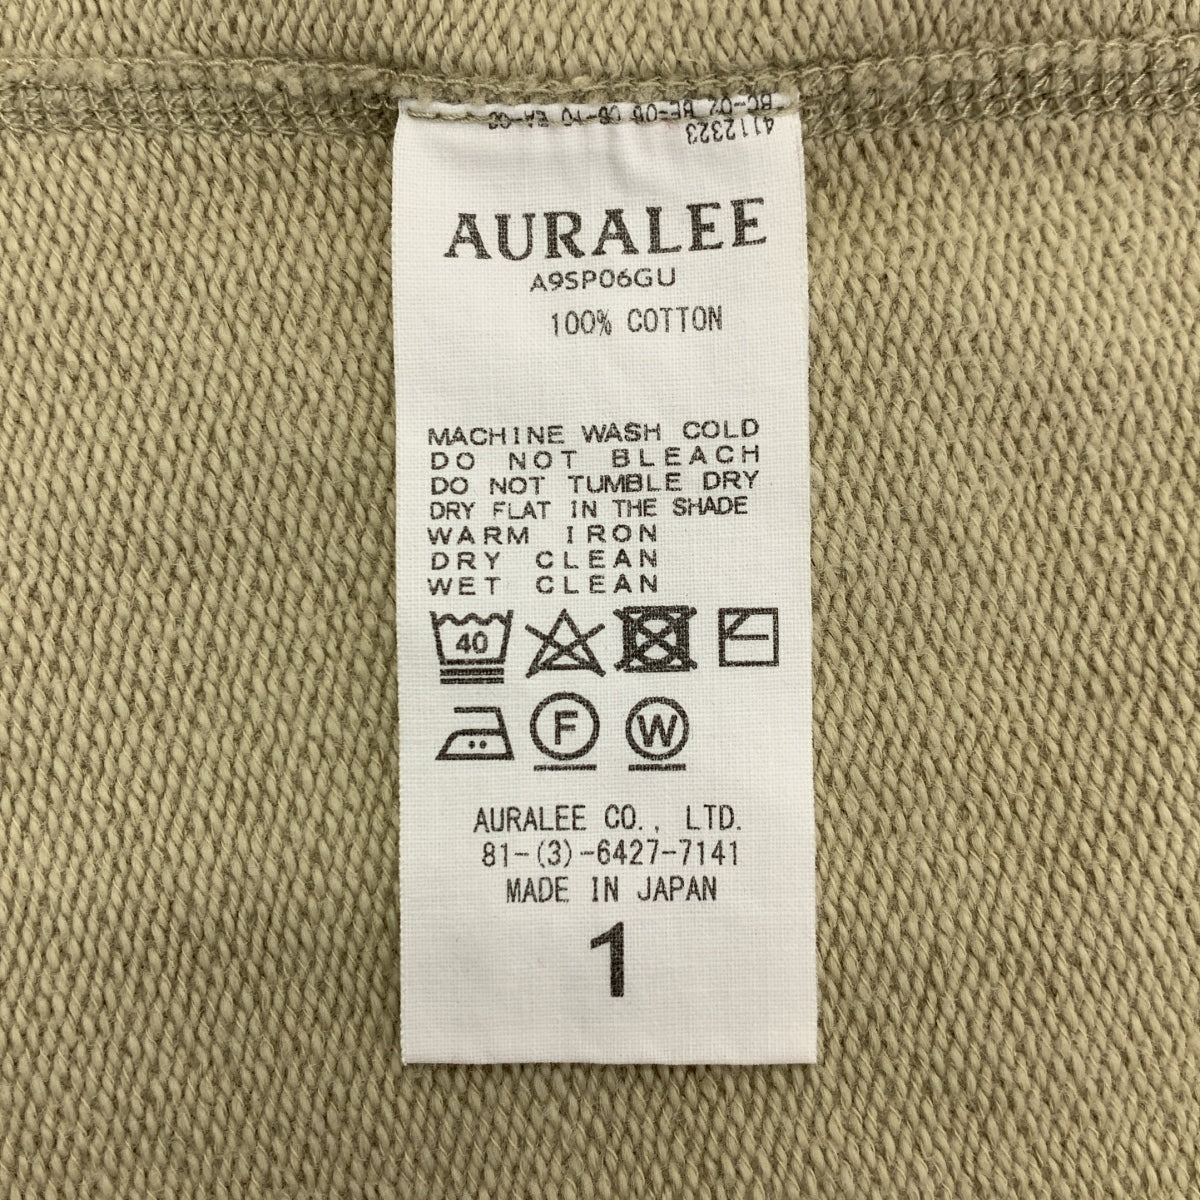 4112323
AURALEE
A9SP06GU
100% COTTON
MACHINE WASH COLD
DO NOT BLEACH
DO NOT TUMBLE DRY
DRY FLAT IN THE SHADE
WARM IRON
DRY CLEAN
WET CLEAN
40
F W
AURALEE CO., LTD.
81-(3)-6427-7141
MADE IN JAPAN
1